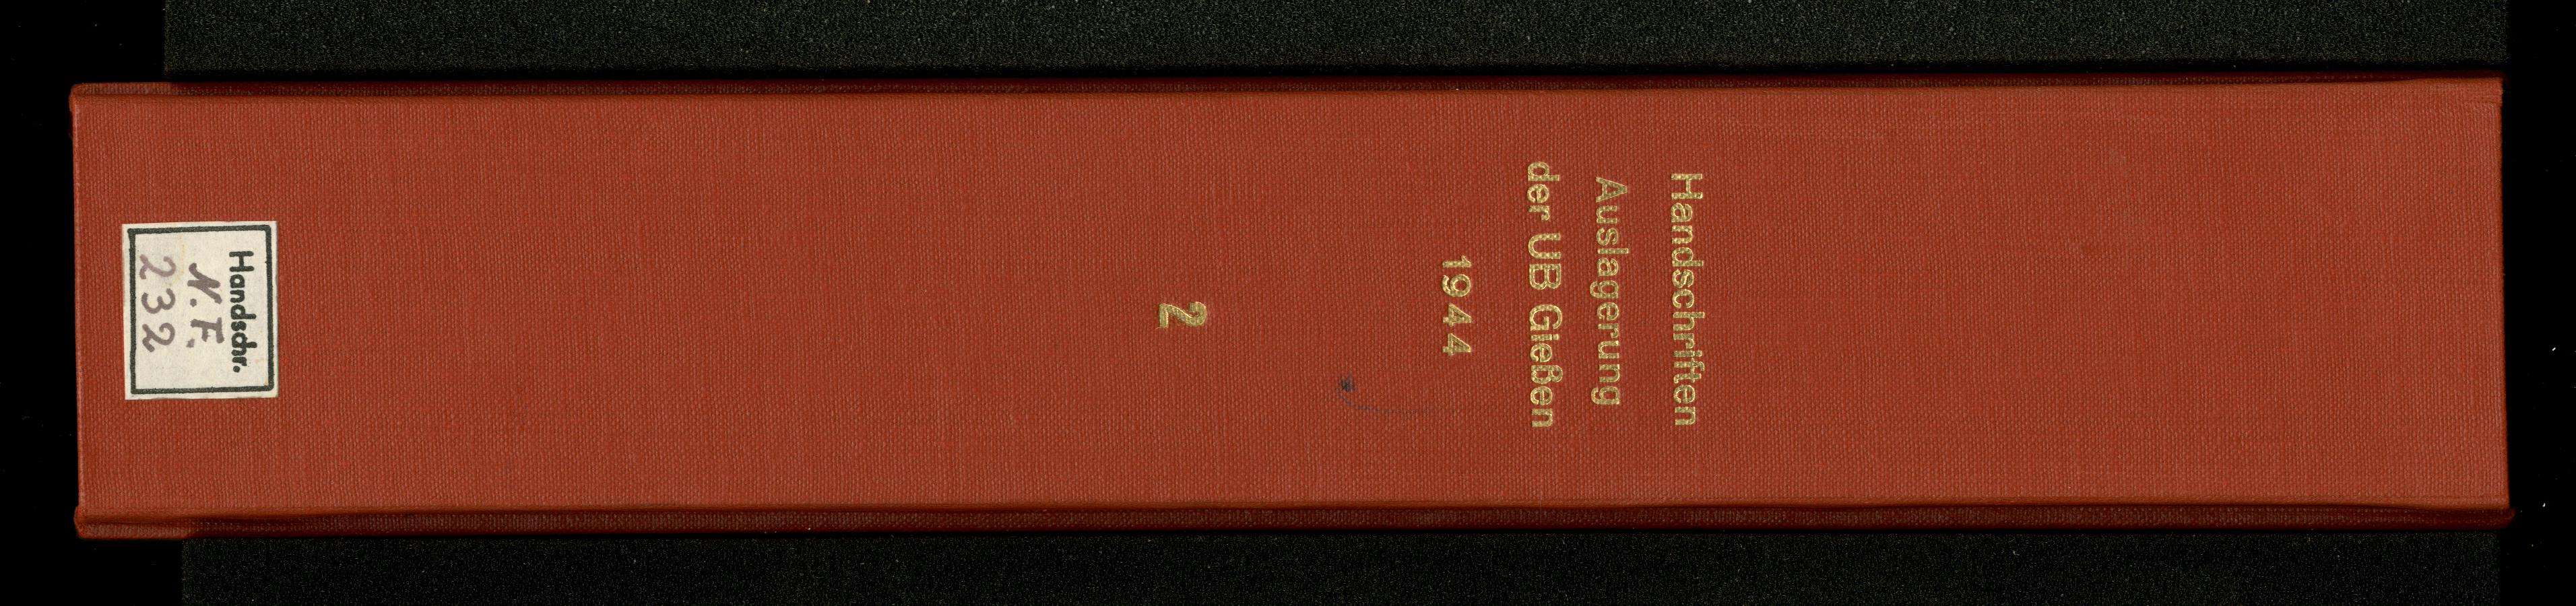 Handschriften
Auslagerung
der UB Gießen
1944
2
Handschr.
N. F.
232